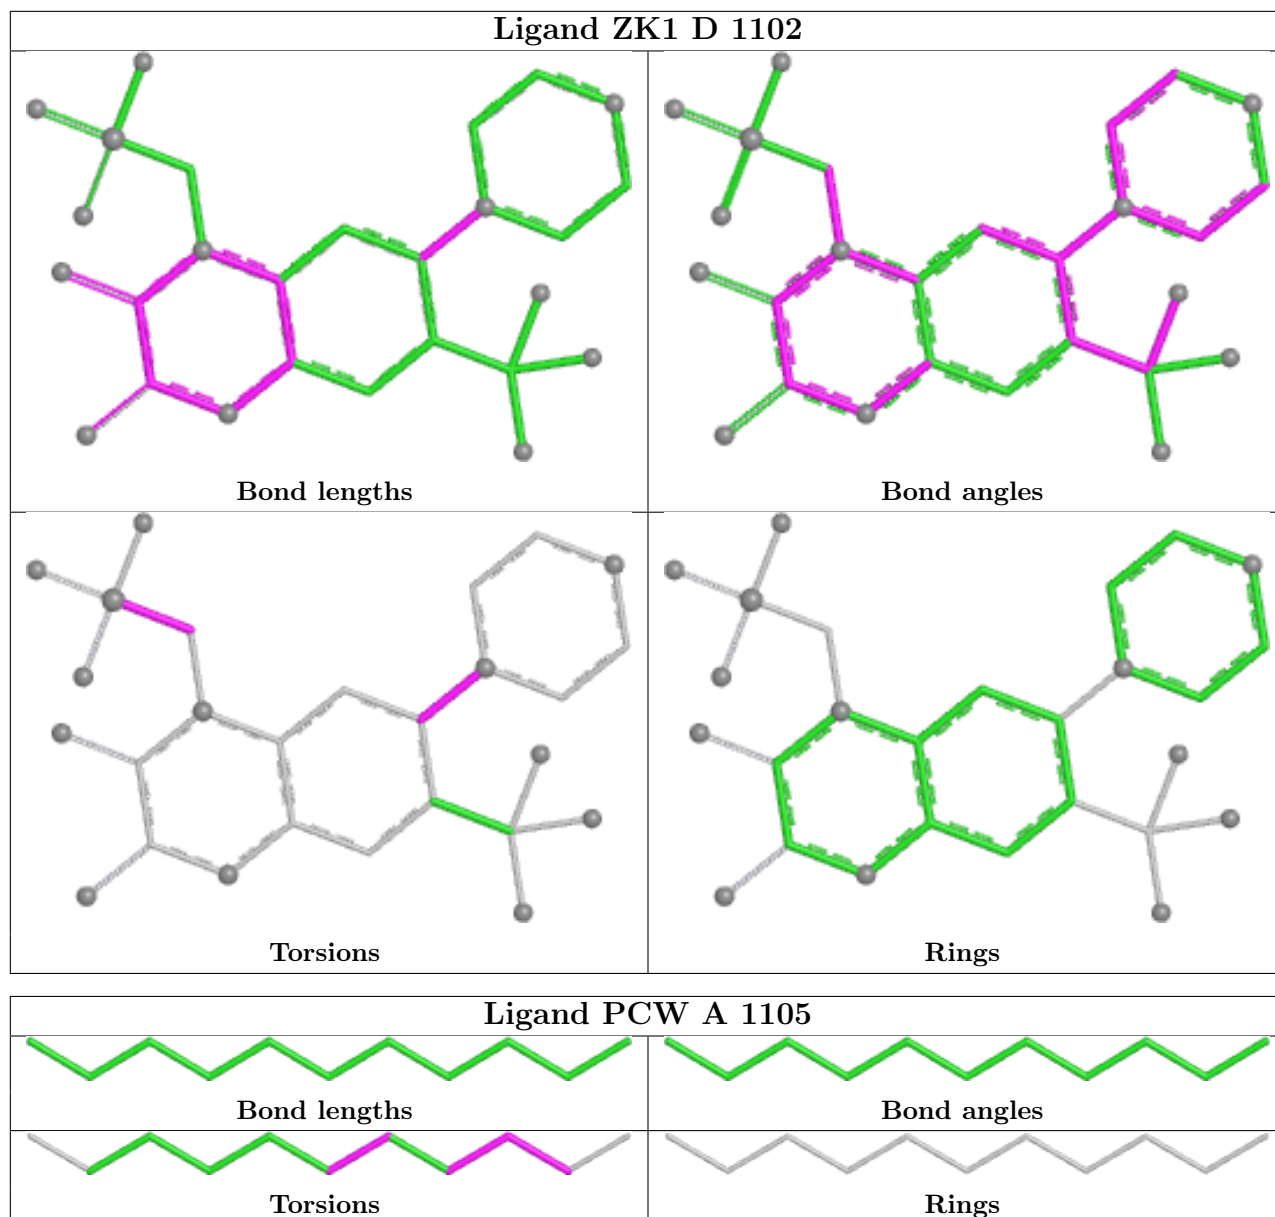 Ligand ZK1 D 1102
Bond lengths Bond angles
Torsions Rings
Ligand PCW A 1105
Bond lengths Bond angles
Torsions Rings